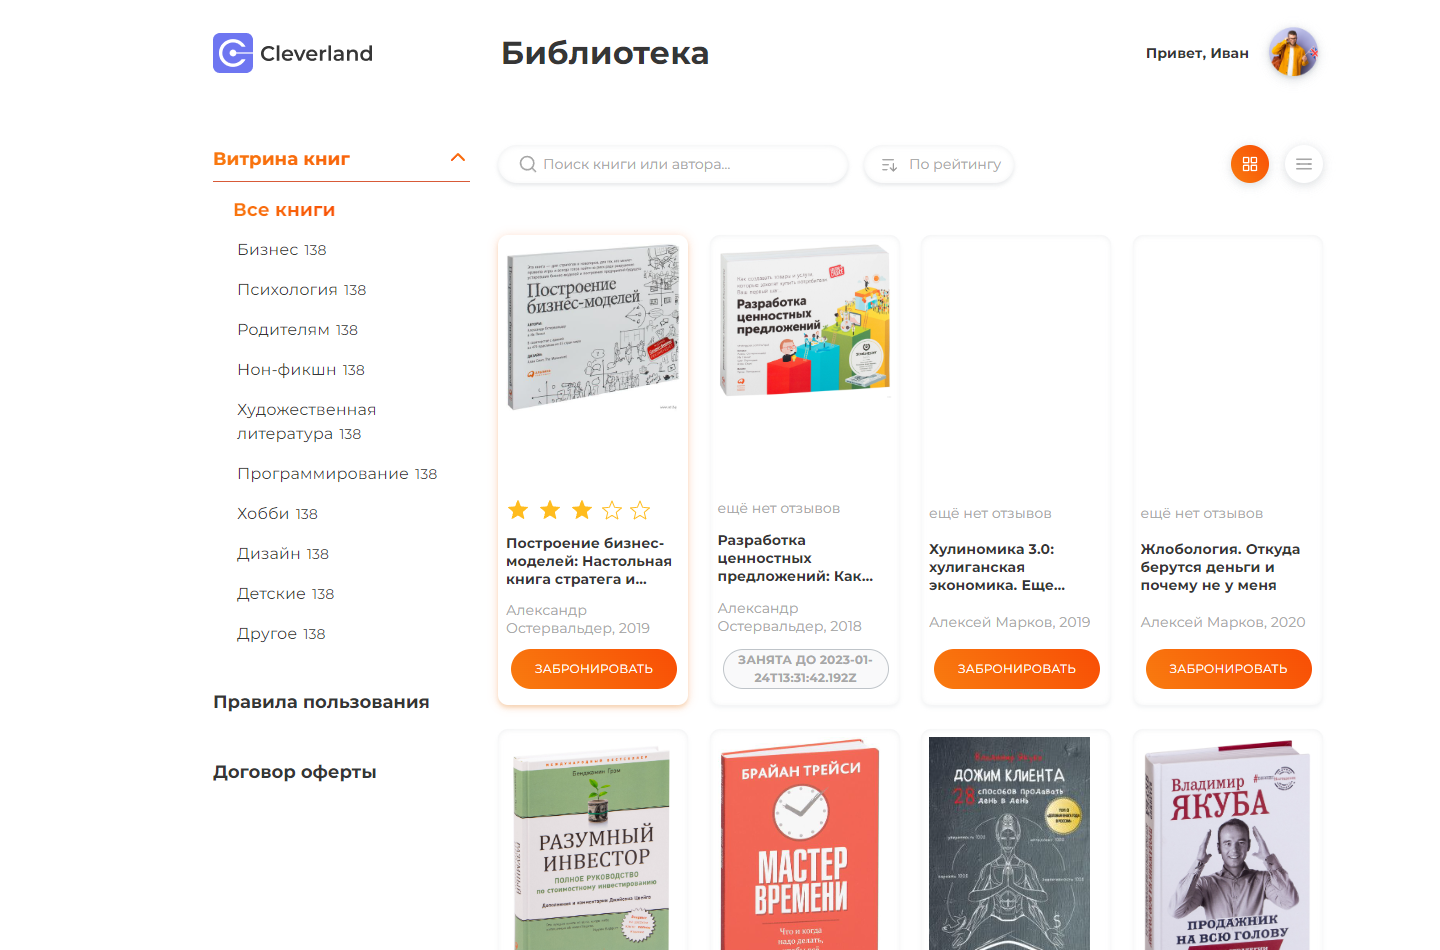 Cleverland
Библиотека
Привет, Иван
Витрина книг
Все книги
Бизнес 138
Психология 138
Родителям 138
Нон-фикшн 138
Художественная
литература 138
Программирование 138
Хобби 138
Дизайн 138
Детские 138
Другое 138
Правила пользования
Договор оферты
Поиск книги или автора...
По рейтингу
Построение
бизнес-моделей
Построение бизнес-
моделей: Настольная
книга стратега и...
Александр
Остервальдер, 2019
ЗАБРОНИРОВАТЬ
Разработка
ценностных
предложений
ещё нет отзывов
Разработка
ценностных
предложений: Как...
Александр
Остервальдер, 2018
ЗАНЯТА ДО 2023-01-
24T13:31:42.192Z
ещё нет отзывов
Хулиномика 3.0:
хулиганская
экономика. Еще...
Алексей Марков, 2019
ЗАБРОНИРОВАТЬ
ещё нет отзывов
Жлобология. Откуда
берутся деньги и
почему не у меня
Алексей Марков, 2020
ЗАБРОНИРОВАТЬ
МЕЖДУНАРОДНЫЙ БЕСТСЕЛЛЕР
Бенджамин Грэм
РАЗУМНЫЙ
ИНВЕСТОР
ПОЛНОЕ РУКОВОДСТВО
по стоимостному инвестированию
БРАЙАН ТРЕЙСИ
МАСТЕР
ВРЕМЕНИ
Что и когда
надо делать,
ДОЖИМ КЛИЕНТА
28 способов продавать
день в день
Владимир
ЯКУБА
ПРОДАЖНИК
НА ВСЮ ГОЛОВУ